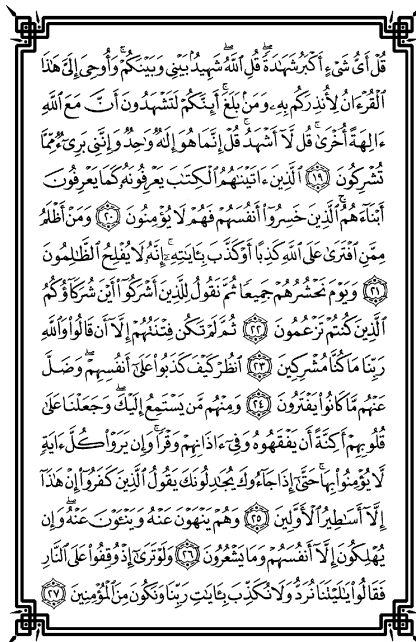 قُلْ أَيُّ شَيْءٍ أَكْبَرُ شَهَٰدَةً ۖ قُلِ ٱللَّهُ ۖ شَهِيدُۢ بَيْنِي وَبَيْنَكُمْ ۚ وَأُوحِيَ إِلَيَّ هَٰذَا
ٱلْقُرْءَانُ لِأُنذِرَكُم بِهِۦ وَمَنۢ بَلَغَ ۚ أَئِنَّكُمْ لَتَشْهَدُونَ أَنَّ مَعَ ٱللَّهِ
ءَالِهَةً أُخْرَىٰ ۚ قُل لَّآ أَشْهَدُ ۚ قُلْ إِنَّمَا هُوَ إِلَٰهٌ وَٰحِدٌ وَإِنَّنِي بَرِيٓءٌ مِّمَّا
تُشْرِكُونَ ١٩ ٱلَّذِينَ ءَاتَيْنَٰهُمُ ٱلْكِتَٰبَ يَعْرِفُونَهُۥ كَمَا يَعْرِفُونَ
أَبْنَآءَهُمُ ۘ ٱلَّذِينَ خَسِرُوٓا۟ أَنفُسَهُمْ فَهُمْ لَا يُؤْمِنُونَ ٢٠ وَمَنْ أَظْلَمُ
مِمَّنِ ٱفْتَرَىٰ عَلَى ٱللَّهِ كَذِبًا أَوْ كَذَّبَ بِـَٔايَٰتِهِۦٓ ۗ إِنَّهُۥ لَا يُفْلِحُ ٱلظَّٰلِمُونَ
٢١ وَيَوْمَ نَحْشُرُهُمْ جَمِيعًا ثُمَّ نَقُولُ لِلَّذِينَ أَشْرَكُوٓا۟ أَيْنَ شُرَكَآؤُكُمُ
ٱلَّذِينَ كُنتُمْ تَزْعُمُونَ ٢٢ ثُمَّ لَمْ تَكُن فِتْنَتُهُمْ إِلَّآ أَن قَالُوا۟ وَٱللَّهِ
رَبِّنَا مَا كُنَّا مُشْرِكِينَ ٢٣ ٱنظُرْ كَيْفَ كَذَبُوا۟ عَلَىٰٓ أَنفُسِهِمْ ۚ وَضَلَّ
عَنْهُم مَّا كَانُوا۟ يَفْتَرُونَ ٢٤ وَمِنْهُم مَّن يَسْتَمِعُ إِلَيْكَ ۖ وَجَعَلْنَا عَلَىٰ
قُلُوبِهِمْ أَكِنَّةً أَن يَفْقَهُوهُ وَفِيٓ ءَاذَانِهِمْ وَقْرًا ۚ وَإِن يَرَوْا۟ كُلَّ ءَايَةٍ
لَّا يُؤْمِنُوا۟ بِهَا ۚ حَتَّىٰٓ إِذَا جَآءُوكَ يُجَٰدِلُونَكَ يَقُولُ ٱلَّذِينَ كَفَرُوٓا۟ إِنْ هَٰذَآ
إِلَّآ أَسَٰطِيرُ ٱلْأَوَّلِينَ ٢٥ وَهُمْ يَنْهَوْنَ عَنْهُ وَيَنْـَٔوْنَ عَنْهُ ۖ وَإِن
يُهْلِكُونَ إِلَّآ أَنفُسَهُمْ وَمَا يَشْعُرُونَ ٢٦ وَلَوْ تَرَىٰٓ إِذْ وُقِفُوا۟ عَلَى ٱلنَّارِ
فَقَالُوا۟ يَٰلَيْتَنَا نُرَدُّ وَلَا نُكَذِّبَ بِـَٔايَٰتِ رَبِّنَا وَنَكُونَ مِنَ ٱلْمُؤْمِنِينَ ٢٧